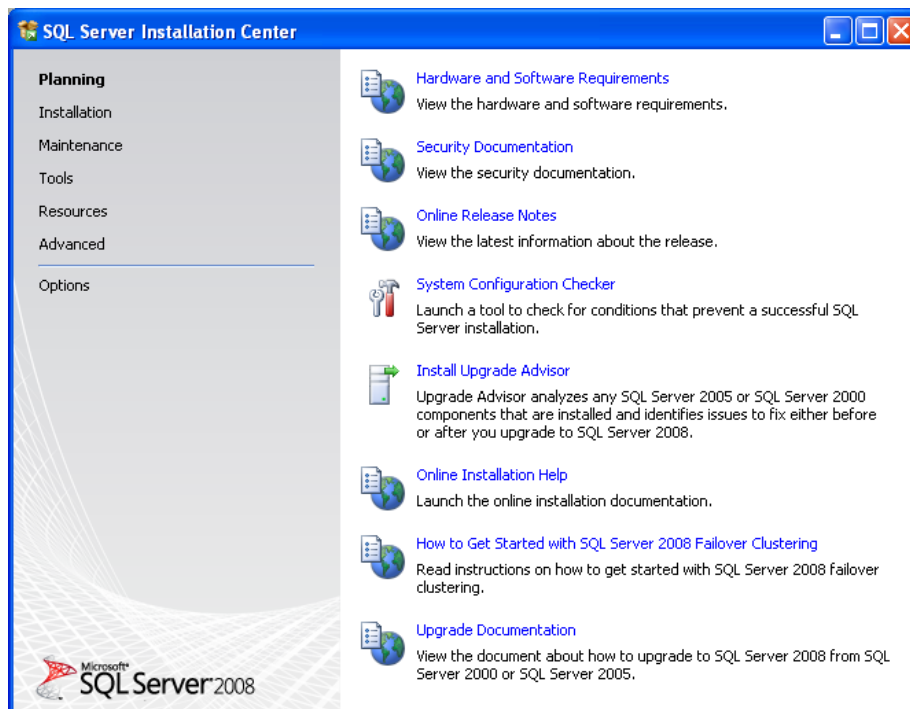 SQL Server Installation Center
Planning
Installation
Maintenance
Tools
Resources
Advanced
Options
Hardware and Software Requirements
View the hardware and software requirements.
Security Documentation
View the security documentation.
Online Release Notes
View the latest information about the release.
System Configuration Checker
Launch a tool to check for conditions that prevent a successful SQL
Server installation.
Install Upgrade Advisor
Upgrade Advisor analyzes any SQL Server 2005 or SQL Server 2000
components that are installed and identifies issues to fix either before
or after you upgrade to SQL Server 2008.
Online Installation Help
Launch the online installation documentation.
How to Get Started with SQL Server 2008 Failover Clustering
Read instructions on how to get started with SQL Server 2008 failover
clustering.
Upgrade Documentation
View the document about how to upgrade to SQL Server 2008 from SQL
Server 2000 or SQL Server 2005.
Microsoft®
SQL Server 2008